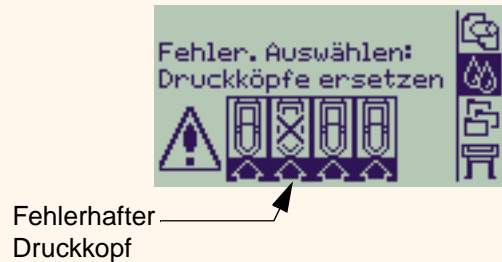 Fehler. Auswählen:
Druckköpfe ersetzen
Fehlerhafter
Druckkopf